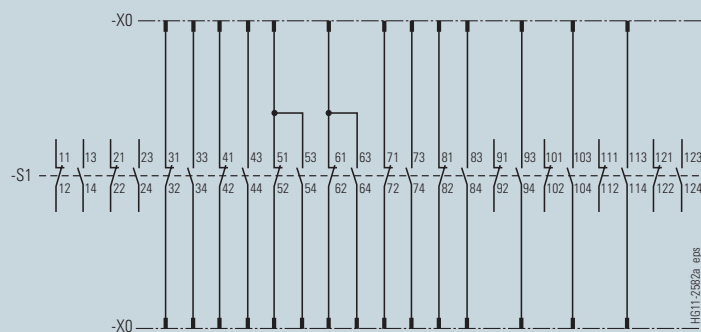 -X0
11 13 21 23 31 33 41 43 51 53 61 63 71 73 81 83 91 93 101 103 111 113 121 123
-S1
12 14 22 24 32 34 42 44 52 54 62 64 72 74 82 84 92 94 102 104 112 114 122 124
-X0
HG11-2582a eps